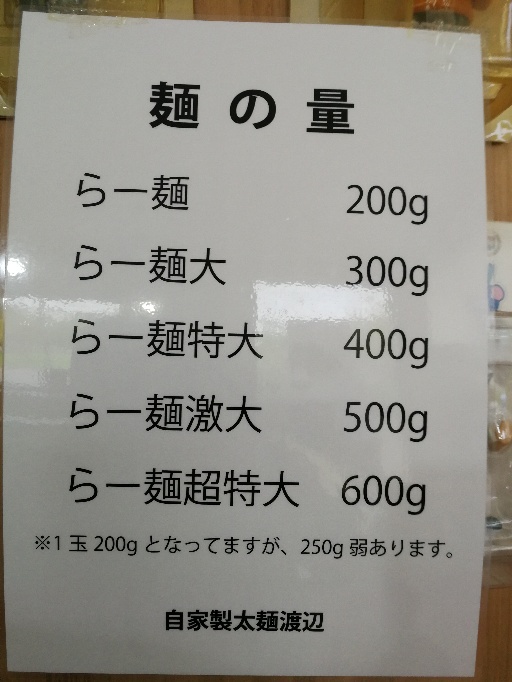 麺の量
らー麺 200g
らー麺大 300g
らー麺特大 400g
らー麺激大 500g
らー麺超特大 600g
※1玉200gとなってますが、250g弱あります。
自家製太麺渡辺